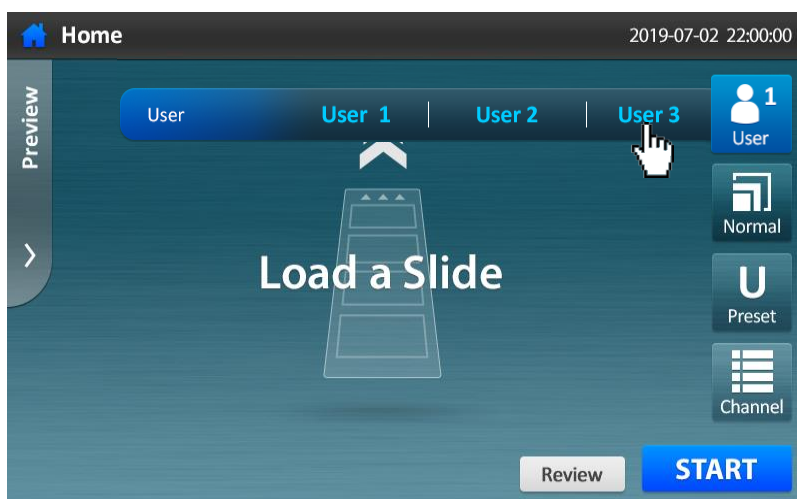 Home
2019-07-02 22:00:00
Preview
User
User 1
User 2
User 3
1
User
Normal
Load a Slide
U
Preset
Channel
Review
START